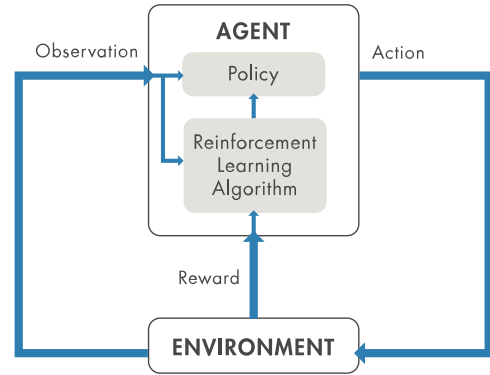 AGENT
Observation
Action
Policy
Reinforcement
Learning
Algorithm
Reward
ENVIRONMENT